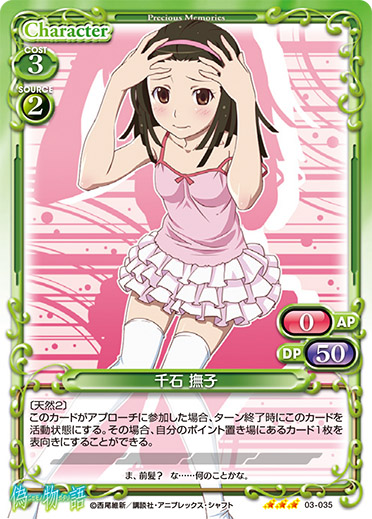 Precious Memories
Character
COST
3
SOURCE
2
0 AP
DP 50
千石 撫子
[天然2]
このカードがアプローチに参加した場合、ターン終了時にこのカードを
活動状態にする。その場合、自分のポイント置き場にあるカード1枚を
表向きにすることができる。
ま、前髪？ な……何のことかな。
偽物語
©西尾維新／講談社・アニプレックス・シャフト
03-035